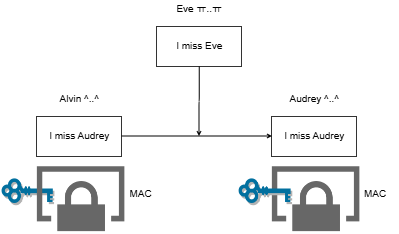 Eve ㅠ..ㅠ
I miss Eve
Alvin ^..^
Audrey ^..^
I miss Audrey
I miss Audrey
MAC
MAC